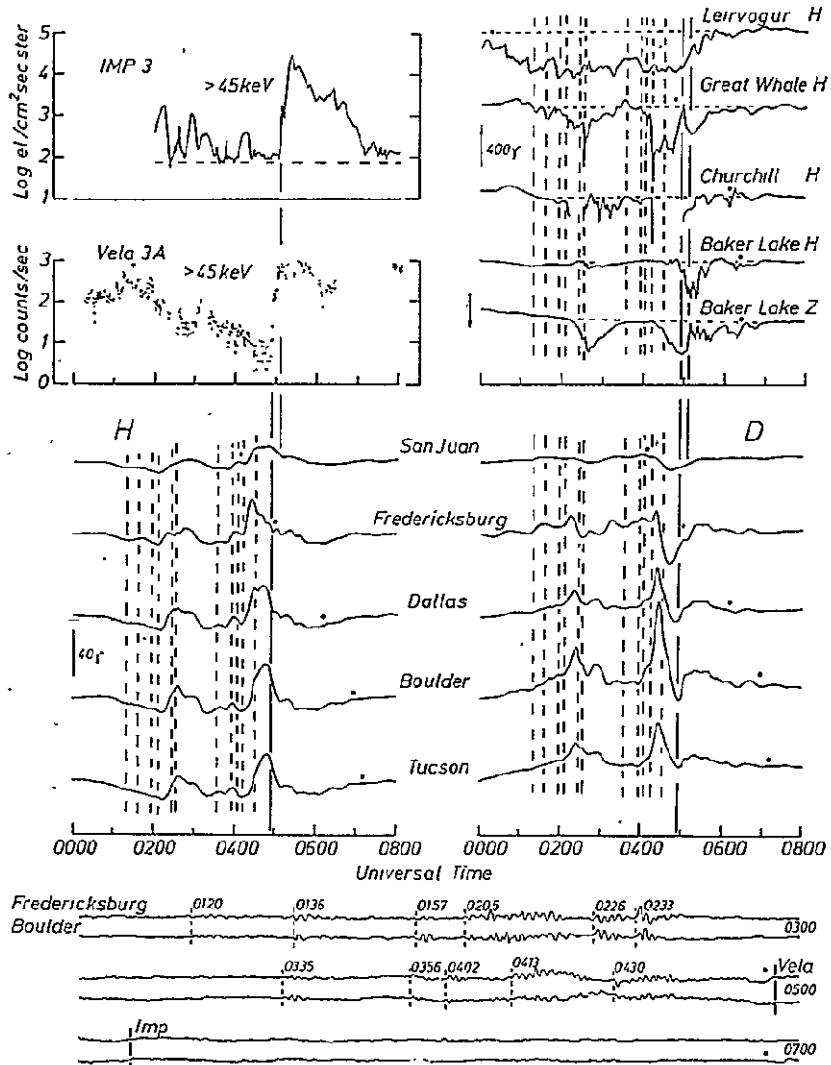 IMP 3
>45keV
Log el/cm²sec ster
5
4
3
2
1
Vela 3A
>45keV
Log counts/sec
3
2
1
0
Leirvogur H
Great Whale H
400γ
Churchill H
Baker Lake H
Baker Lake Z
H
D
San Juan
Fredericksburg
Dallas
40γ
Boulder
Tucson
0000 0200 0400 0600 0800
0000 0200 0400 0600 0800
Universal Time
Fredericksburg
Boulder
0120 0136 0157 0205 0226 0233
0300
0335 0356 0402 0413 0430
Vela
0500
Imp
0700